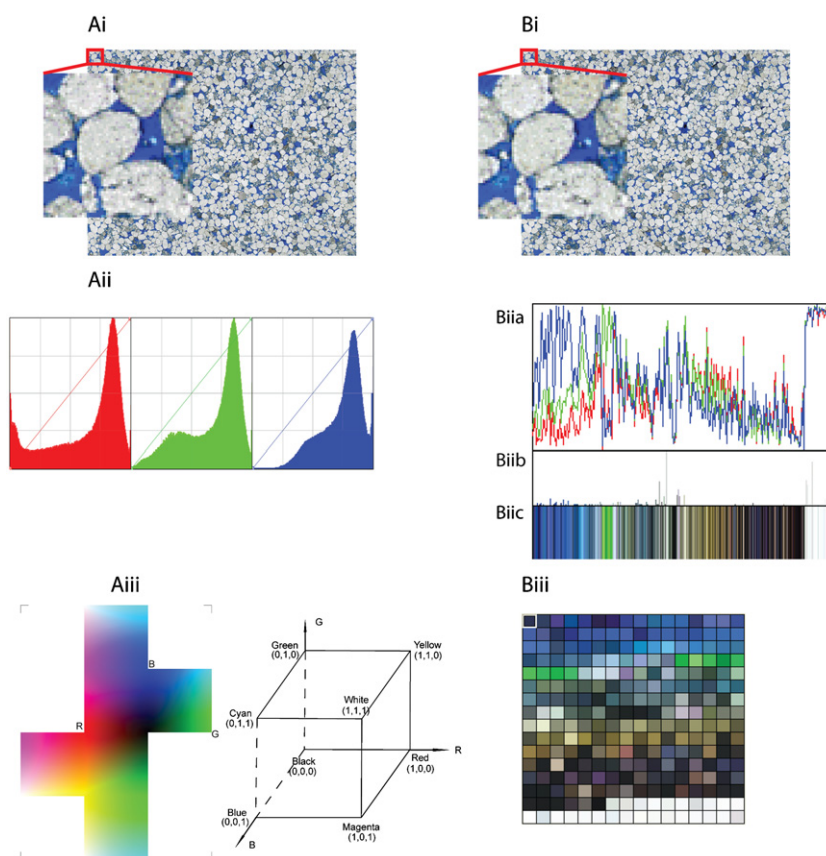 Ai
Bi
Aii
Biia
Biib
Biic
Aiii
Biii
B
R
G
G
Green
(0,1,0)
Yellow
(1,1,0)
Cyan
(0,1,1)
White
(1,1,1)
R
Black
(0,0,0)
Red
(1,0,0)
Blue
(0,0,1)
B
Magenta
(1,0,1)